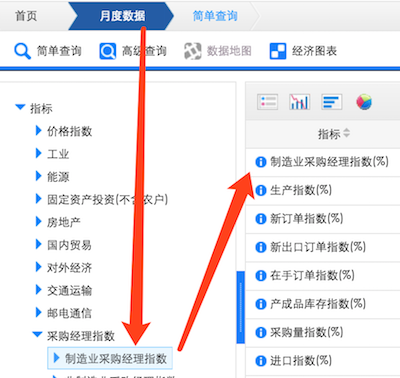 首页
月度数据
简单查询
简单查询
高级查询
数据地图
经济图表
指标
价格指数
工业
能源
固定资产投资(不含农户)
房地产
国内贸易
对外经济
交通运输
邮电通信
采购经理指数
制造业采购经理指数
指标
制造业采购经理指数(%)
生产指数(%)
新订单指数(%)
新出口订单指数(%)
在手订单指数(%)
产成品库存指数(%)
采购量指数(%)
进口指数(%)